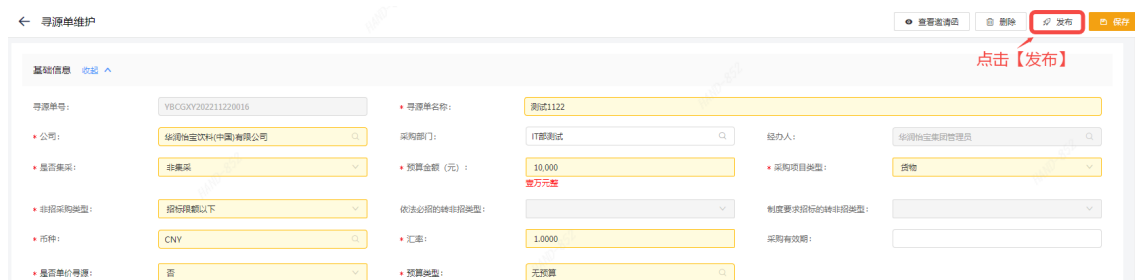 寻源单维护
查看邀请函 删除 发布 保存
点击【发布】
基础信息 收起
寻源单号: YBCGXY202211220016 * 寻源单名称: 测试1122
* 公司: 华润怡宝饮料(中国)有限公司 采购部门: IT部测试 经办人: 华润怡宝集团管理员
* 是否集采: 非集采 * 预算金额（元）: 10,000 * 采购项目类型: 货物
壹万元整
* 非招采购类型: 招标限额以下 依法必招的转非招类型: 制度要求招标的转非招类型:
* 币种: CNY * 汇率: 1.0000 采购有效期:
* 是否单价寻源: 否 * 预算类型: 无预算